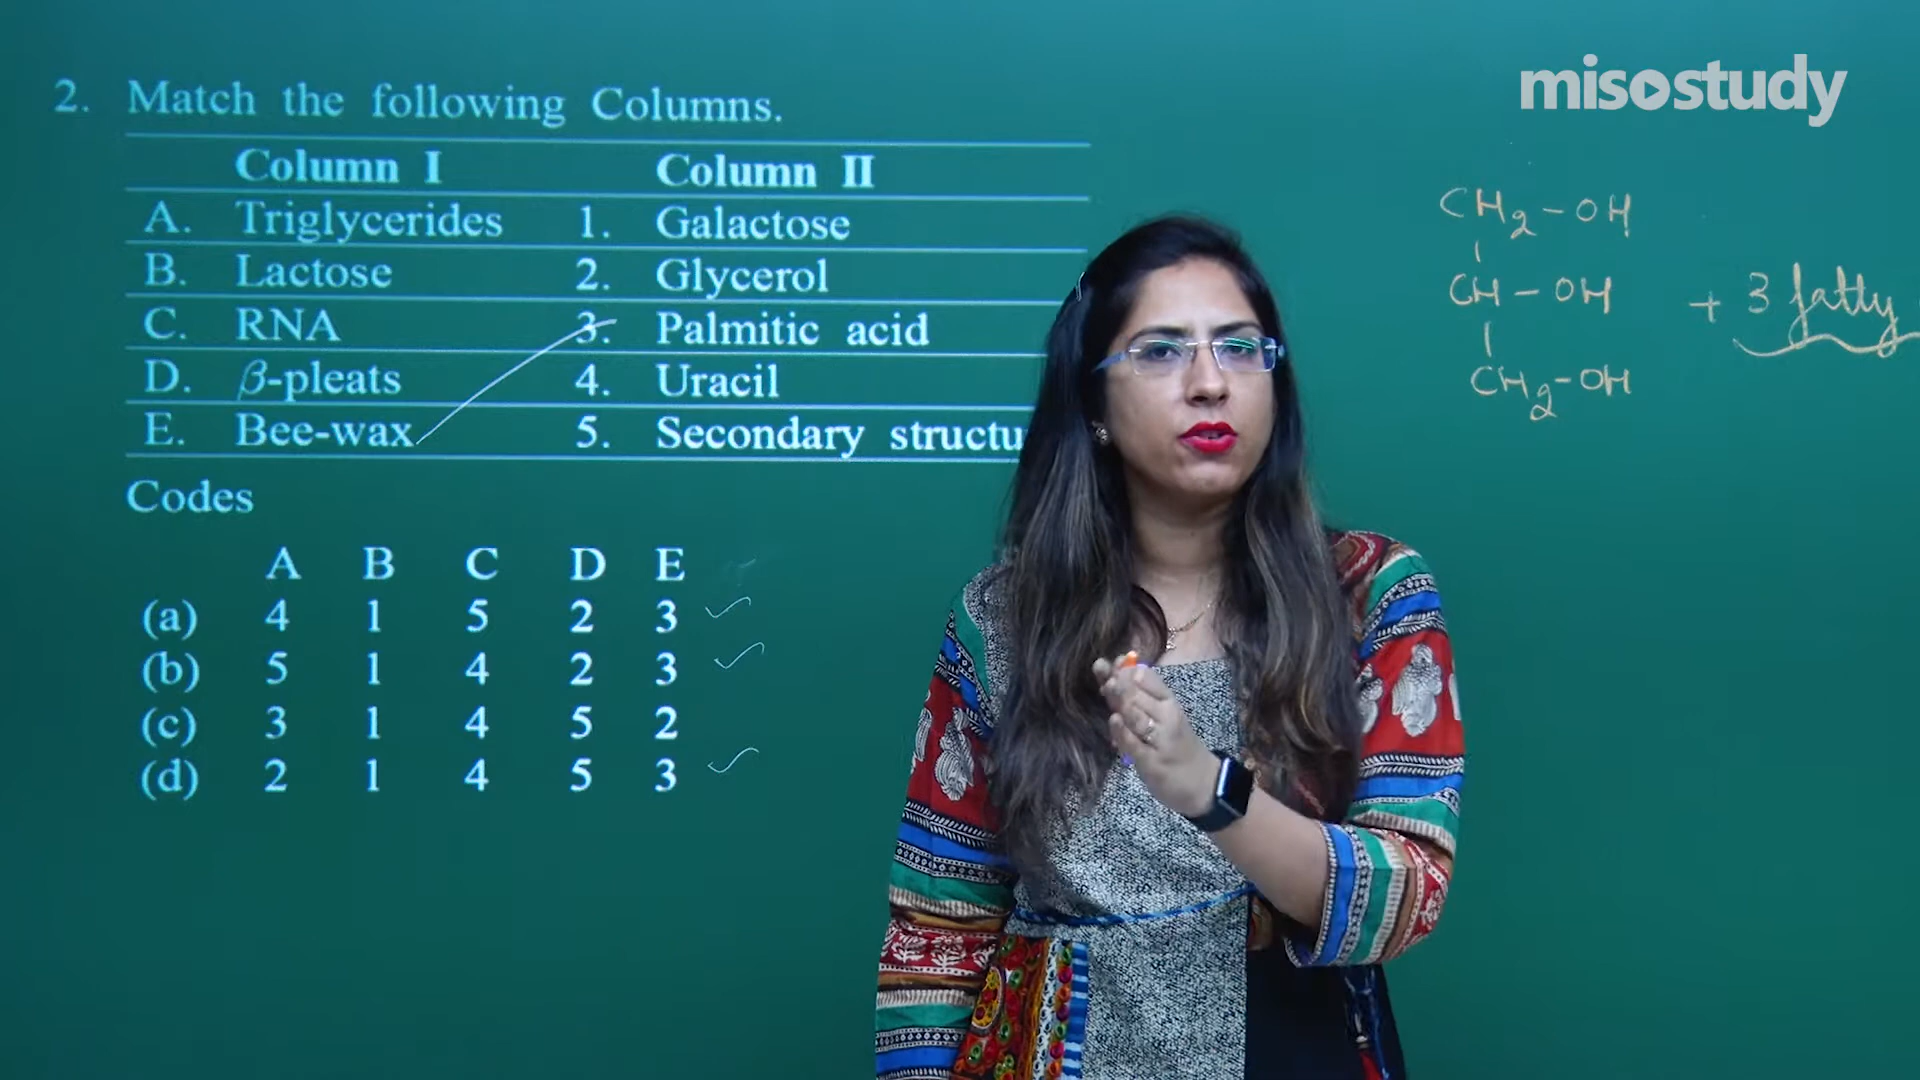 misostudy
2. Match the following Columns.
Column I Column II
A. Triglycerides 1. Galactose
B. Lactose 2. Glycerol
C. RNA 3. Palmitic acid
D. β-pleats 4. Uracil
E. Bee-wax 5. Secondary structu
Codes
A B C D E
(a) 4 1 5 2 3
(b) 5 1 4 2 3
(c) 3 1 4 5 2
(d) 2 1 4 5 3
CH2-OH
CH-OH + 3 fatty
CH2-OH